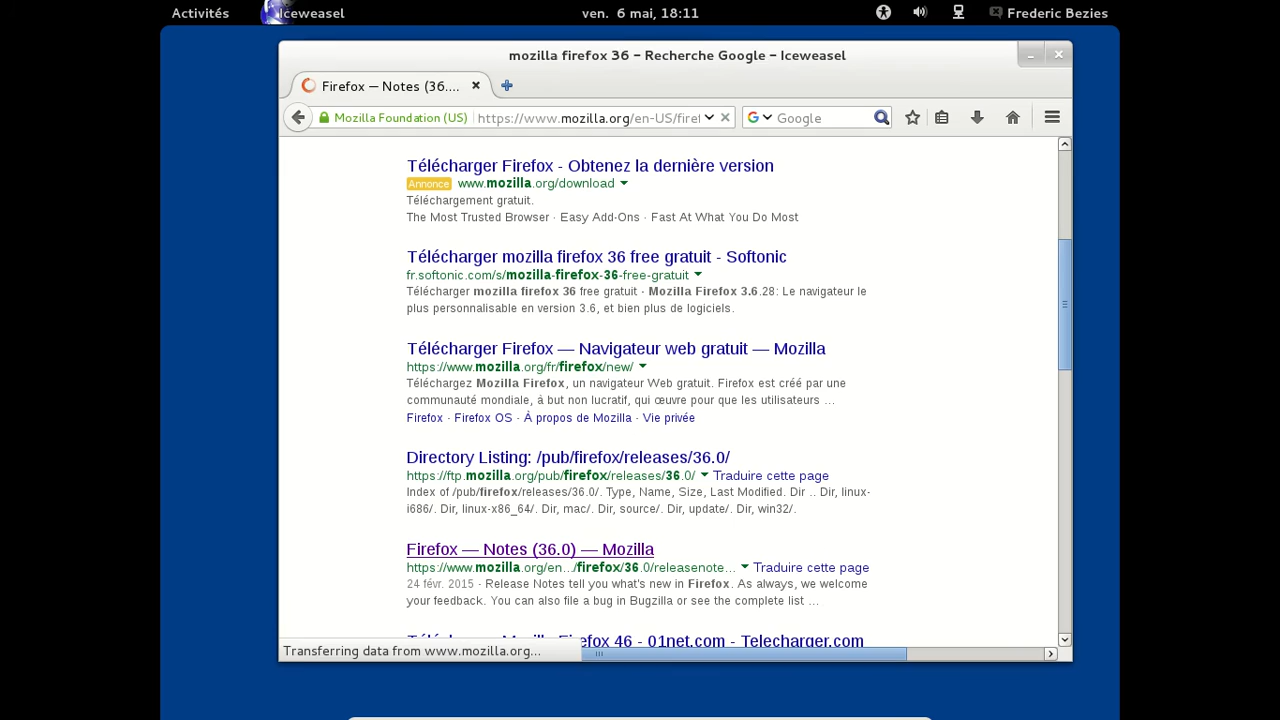 Activités
Iceweasel
ven. 6 mai, 18:11
Frederic Bezies
mozilla firefox 36 – Recherche Google – Iceweasel
Firefox — Notes (36....
Mozilla Foundation (US)
https://www.mozilla.org/en-US/firef
Google
Télécharger Firefox - Obtenez la dernière version
Annonce www.mozilla.org/download
Téléchargement gratuit.
The Most Trusted Browser · Easy Add-Ons · Fast At What You Do Most
Télécharger mozilla firefox 36 free gratuit - Softonic
fr.softonic.com/s/mozilla-firefox-36-free-gratuit
Télécharger mozilla firefox 36 free gratuit - Mozilla Firefox 3.6.28: Le navigateur le
plus personnalisable en version 3.6, et bien plus de logiciels.
Télécharger Firefox — Navigateur web gratuit — Mozilla
https://www.mozilla.org/fr/firefox/new/
Téléchargez Mozilla Firefox, un navigateur Web gratuit. Firefox est créé par une
communauté mondiale, à but non lucratif, qui œuvre pour que les utilisateurs ...
Firefox · Firefox OS · À propos de Mozilla · Vie privée
Directory Listing: /pub/firefox/releases/36.0/
https://ftp.mozilla.org/pub/firefox/releases/36.0/ Traduire cette page
Index of /pub/firefox/releases/36.0/. Type, Name, Size, Last Modified. Dir .. Dir, linux-
i686/. Dir, linux-x86_64/. Dir, mac/. Dir, source/. Dir, update/. Dir, win32/.
Firefox — Notes (36.0) — Mozilla
https://www.mozilla.org/en.../firefox/36.0/releasenote... Traduire cette page
24 févr. 2015 - Release Notes tell you what's new in Firefox. As always, we welcome
your feedback. You can also file a bug in Bugzilla or see the complete list ...
Télécharger Mozilla Firefox 46 - 01net.com - Telecharger.com
Transferring data from www.mozilla.org...